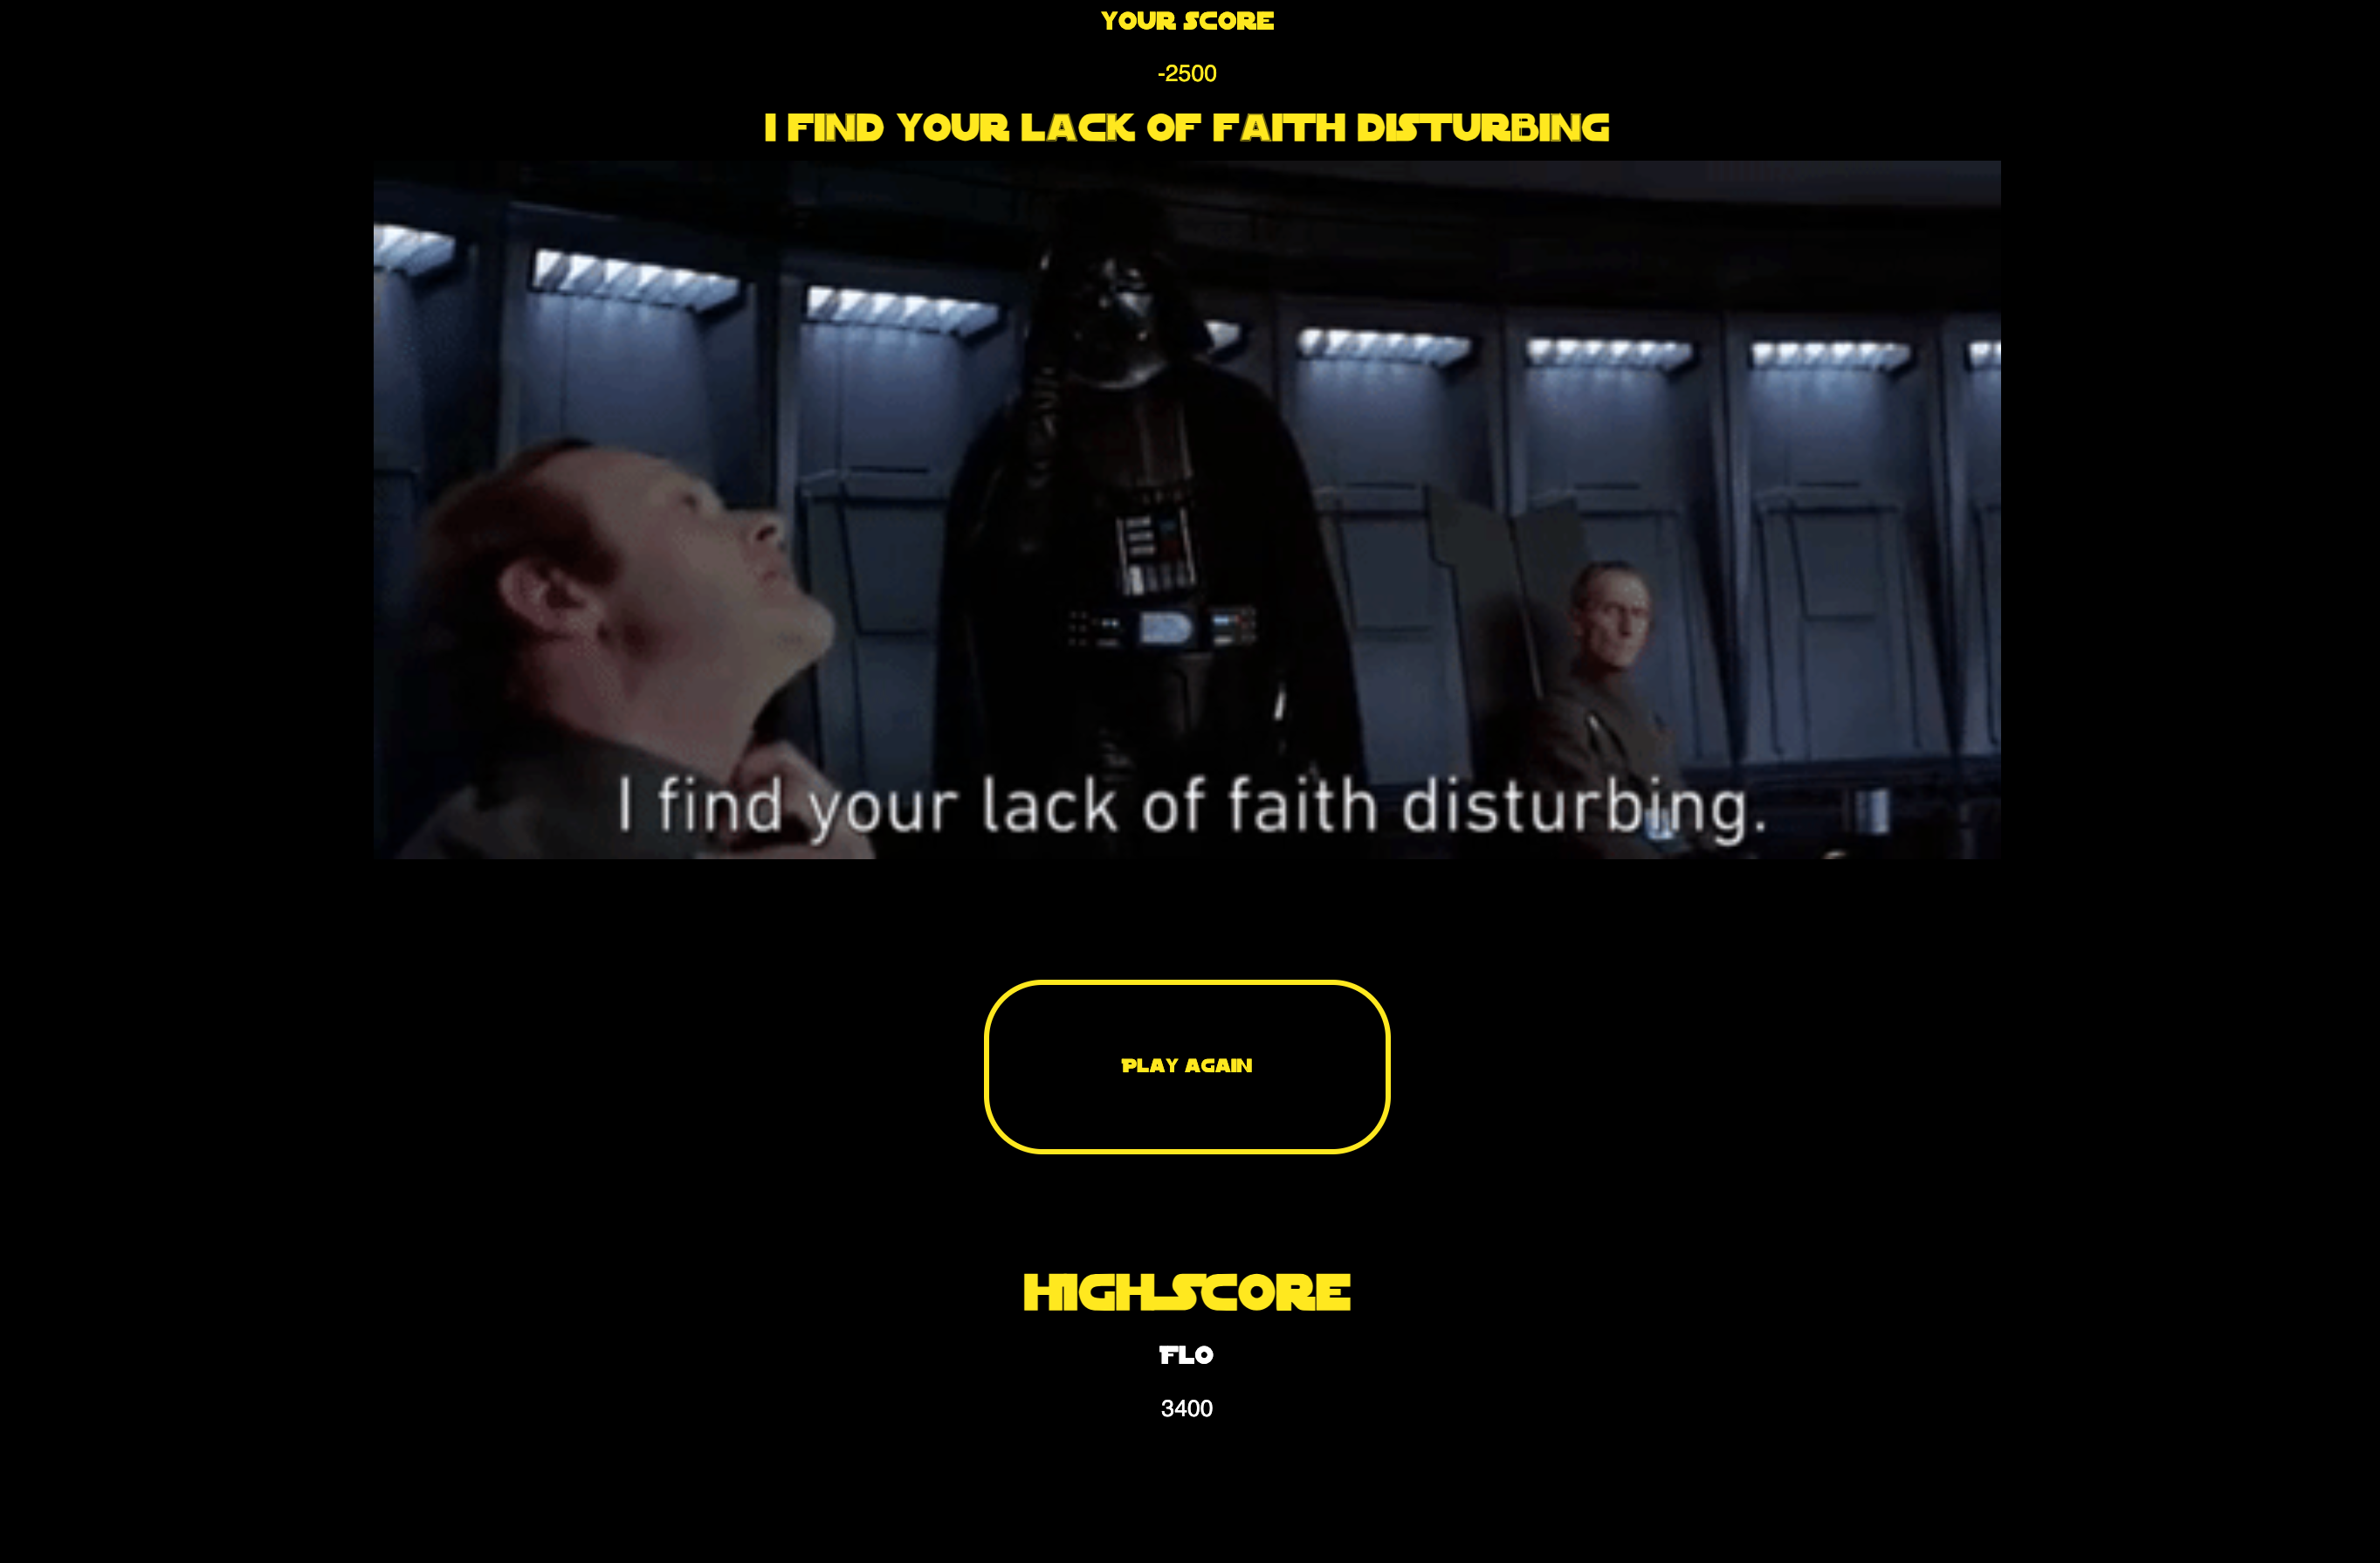 YOUR SCORE
-2500
I FIND YOUR LACK OF FAITH DISTURBING
I find your lack of faith disturbing.
PLAY AGAIN
HIGHSCORE
FLO
3400